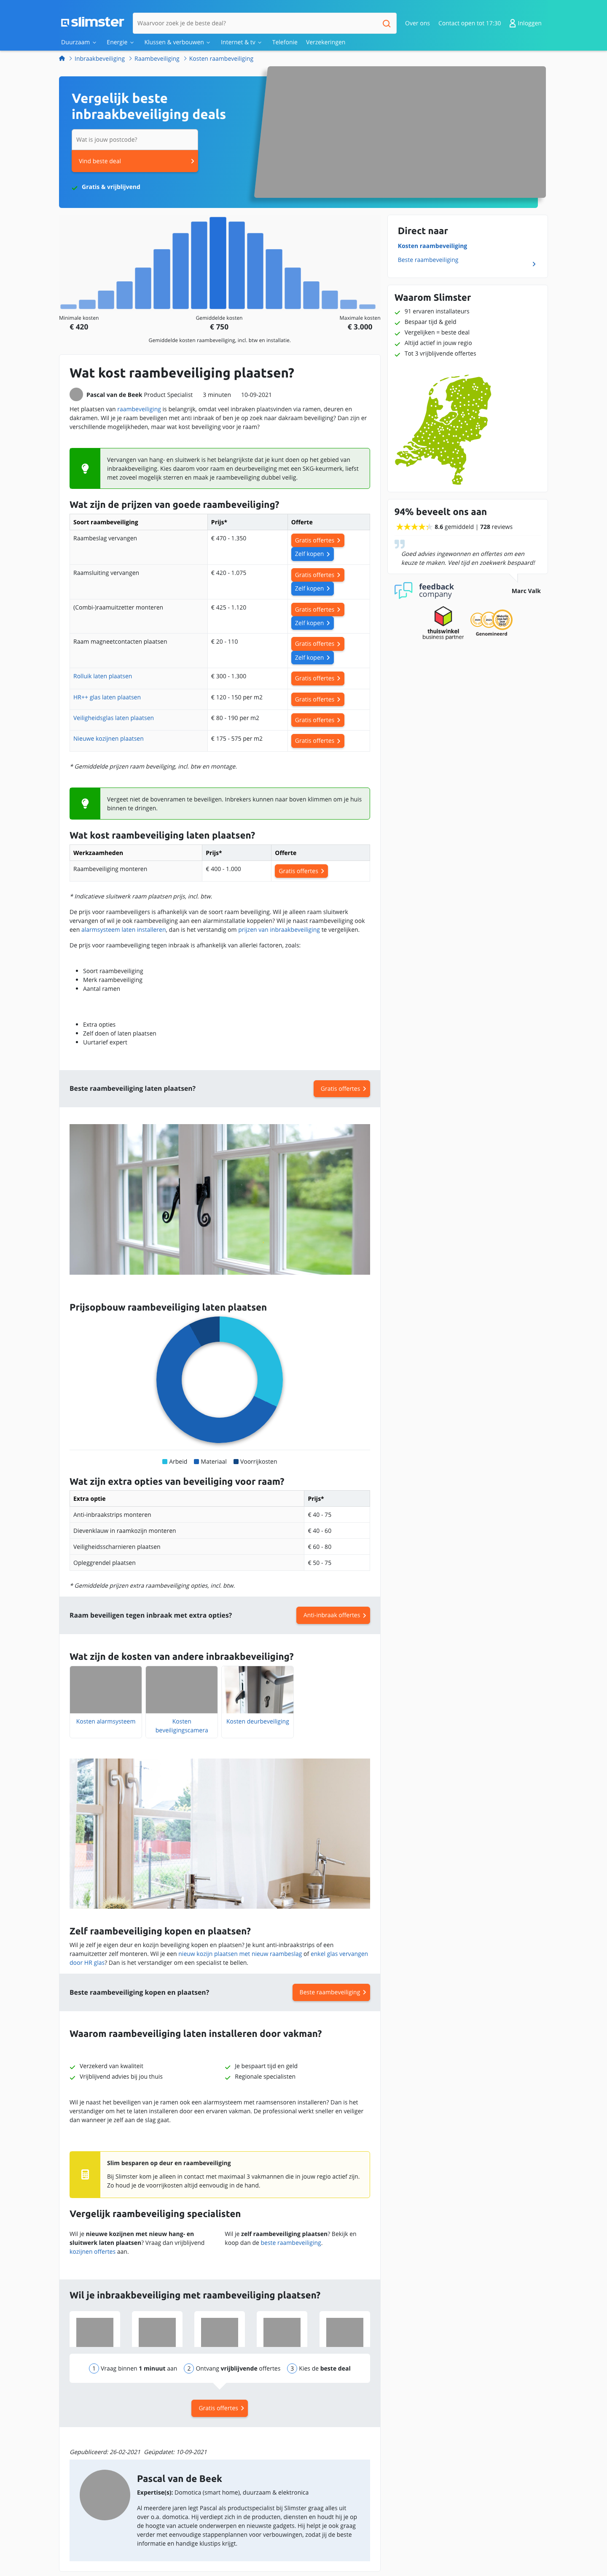 slimster
Waarvoor zoek je de beste deal?
Over ons
Contact open tot 17:30
Inloggen
Duurzaam
Energie
Klussen & verbouwen
Internet & tv
Telefonie
Verzekeringen
Inbraakbeveiliging
Raambeveiliging
Kosten raambeveiliging
Vergelijk beste
inbraakbeveiliging deals
Wat is jouw postcode?
Vind beste deal
Gratis & vrijblijvend
Minimale kosten
€ 420
Gemiddelde kosten
€ 750
Maximale kosten
€ 3.000
Gemiddelde kosten raambeveiliging, incl. btw en installatie.
Direct naar
Kosten raambeveiliging
Beste raambeveiliging
Waarom Slimster
91 ervaren installateurs
Bespaar tijd & geld
Vergelijken = beste deal
Altijd actief in jouw regio
Tot 3 vrijblijvende offertes
94% beveelt ons aan
8.6 gemiddeld | 728 reviews
Goed advies ingewonnen en offertes om een
keuze te maken. Veel tijd en zoekwerk bespaard!
feedback
company
Marc Valk
thuiswinkel
business partner
Genomineerd
Wat kost raambeveiliging plaatsen?
Pascal van de Beek Product Specialist 3 minuten 10-09-2021
Het plaatsen van raambeveiliging is belangrijk, omdat veel inbraken plaatsvinden via ramen, deuren en
dakramen. Wil je je raam beveiligen met anti inbraak of ben je op zoek naar dakraam beveiliging? Dan zijn er
verschillende mogelijkheden, maar wat kost beveiliging voor je raam?
Vervangen van hang- en sluitwerk is het belangrijkste dat je kunt doen op het gebied van
inbraakbeveiliging. Kies daarom voor raam en deurbeveiliging met een SKG-keurmerk, liefst
met zoveel mogelijk sterren en maak je raambeveiliging dubbel veilig.
Wat zijn de prijzen van goede raambeveiliging?
Soort raambeveiliging Prijs* Offerte
Raambeslag vervangen € 470 - 1.350 Gratis offertes
Zelf kopen
Raamsluiting vervangen € 420 - 1.075 Gratis offertes
Zelf kopen
(Combi-)raamuitzetter monteren € 425 - 1.120 Gratis offertes
Zelf kopen
Raam magneetcontacten plaatsen € 20 - 110 Gratis offertes
Zelf kopen
Rolluik laten plaatsen € 300 - 1.300 Gratis offertes
HR++ glas laten plaatsen € 120 - 150 per m2 Gratis offertes
Veiligheidsglas laten plaatsen € 80 - 190 per m2 Gratis offertes
Nieuwe kozijnen plaatsen € 175 - 575 per m2 Gratis offertes
* Gemiddelde prijzen raam beveiliging, incl. btw en montage.
Vergeet niet de bovenramen te beveiligen. Inbrekers kunnen naar boven klimmen om je huis
binnen te dringen.
Wat kost raambeveiliging laten plaatsen?
Werkzaamheden Prijs* Offerte
Raambeveiliging monteren € 400 - 1.000 Gratis offertes
* Indicatieve sluitwerk raam plaatsen prijs, incl. btw.
De prijs voor raambeveiligers is afhankelijk van de soort raam beveiliging. Wil je alleen raam sluitwerk
vervangen of wil je ook raambeveiliging aan een alarminstallatie koppelen? Wil je naast raambeveiliging ook
een alarmsysteem laten installeren, dan is het verstandig om prijzen van inbraakbeveiliging te vergelijken.
De prijs voor raambeveiliging tegen inbraak is afhankelijk van allerlei factoren, zoals:
Soort raambeveiliging
Merk raambeveiliging
Aantal ramen
Extra opties
Zelf doen of laten plaatsen
Uurtarief expert
Beste raambeveiliging laten plaatsen? Gratis offertes
Prijsopbouw raambeveiliging laten plaatsen
Arbeid Materiaal Voorrijkosten
Wat zijn extra opties van beveiliging voor raam?
Extra optie Prijs*
Anti-inbraakstrips monteren € 40 - 75
Dievenklauw in raamkozijn monteren € 40 - 60
Veiligheidsscharnieren plaatsen € 60 - 80
Opleggrendel plaatsen € 50 - 75
* Gemiddelde prijzen extra raambeveiliging opties, incl. btw.
Raam beveiligen tegen inbraak met extra opties? Anti-inbraak offertes
Wat zijn de kosten van andere inbraakbeveiliging?
Kosten alarmsysteem
Kosten
beveiligingscamera
Kosten deurbeveiliging
Zelf raambeveiliging kopen en plaatsen?
Wil je zelf je eigen deur en kozijn beveiliging kopen en plaatsen? Je kunt anti-inbraakstrips of een
raamuitzetter zelf monteren. Wil je een nieuw kozijn plaatsen met nieuw raambeslag of enkel glas vervangen
door HR glas? Dan is het verstandiger om een specialist te bellen.
Beste raambeveiliging kopen en plaatsen? Beste raambeveiliging
Waarom raambeveiliging laten installeren door vakman?
Verzekerd van kwaliteit
Vrijblijvend advies bij jou thuis
Je bespaart tijd en geld
Regionale specialisten
Wil je naast het beveiligen van je ramen ook een alarmsysteem met raamsensoren installeren? Dan is het
verstandig om het te laten installeren door een ervaren vakman. De professional werkt sneller en veiliger
dan wanneer je zelf aan de slag gaat.
Slim besparen op deur en raambeveiliging
Bij Slimster kom je alleen in contact met maximaal 3 vakmannen die in jouw regio actief zijn.
Zo houd je de voorrijkosten altijd eenvoudig in de hand.
Vergelijk raambeveiliging specialisten
Wil je nieuwe kozijnen met nieuw hang- en
sluitwerk laten plaatsen? Vraag dan vrijblijvend
kozijnen offertes aan.
Wil je zelf raambeveiliging plaatsen? Bekijk en
koop dan de beste raambeveiliging.
Wil je inbraakbeveiliging met raambeveiliging plaatsen?
1 Vraag binnen 1 minuut aan 2 Ontvang vrijblijvende offertes 3 Kies de beste deal
Gratis offertes
Gepubliceerd: 26-02-2021 Geüpdatet: 10-09-2021
Pascal van de Beek
Expertise(s): Domotica (smart home), duurzaam & elektronica
Al meerdere jaren legt Pascal als productspecialist bij Slimster graag alles uit
over o.a. domotica. Hij verdiept zich in de producten, diensten en houdt hij je op
de hoogte van actuele onderwerpen en nieuwste gadgets. Hij helpt je ook graag
verder met eenvoudige stappenplannen voor verbouwingen, zodat jij de beste
informatie en handige klustips krijgt.